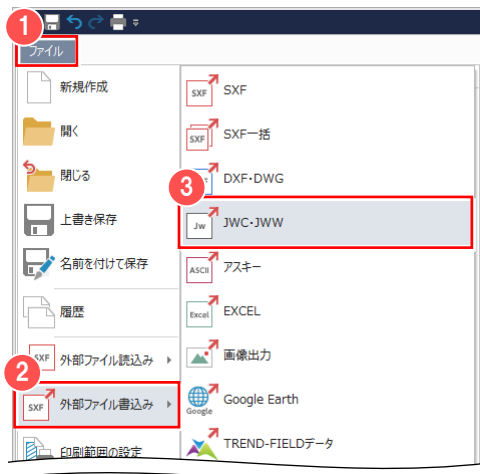 1
ファイル
新規作成
開く
閉じる
上書き保存
名前を付けて保存
履歴
SXF
外部ファイル読込み
2
SXF
外部ファイル書込み
印刷範囲の設定
SXF
SXF
SXF
SXF一括
3
DXF・DWG
Jw
JWC・JWW
ASCII
アスキー
Excel
EXCEL
画像出力
Google
Google Earth
TREND-FIELDデータ